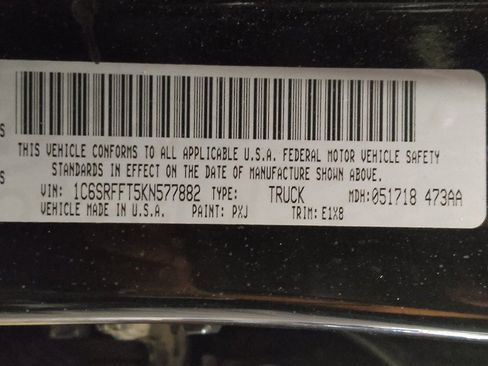 THIS VEHICLE CONFORMS TO ALL APPLICABLE U.S.A. FEDERAL MOTOR VEHICLE SAFETY
STANDARDS IN EFFECT ON THE DATE OF MANUFACTURE SHOWN ABOVE.
VIN: 1C6SRFFT5KN577882 TYPE: TRUCK MDH: 051718 473AA
VEHICLE MADE IN U.S.A. PAINT: PXJ TRIM: E1X8